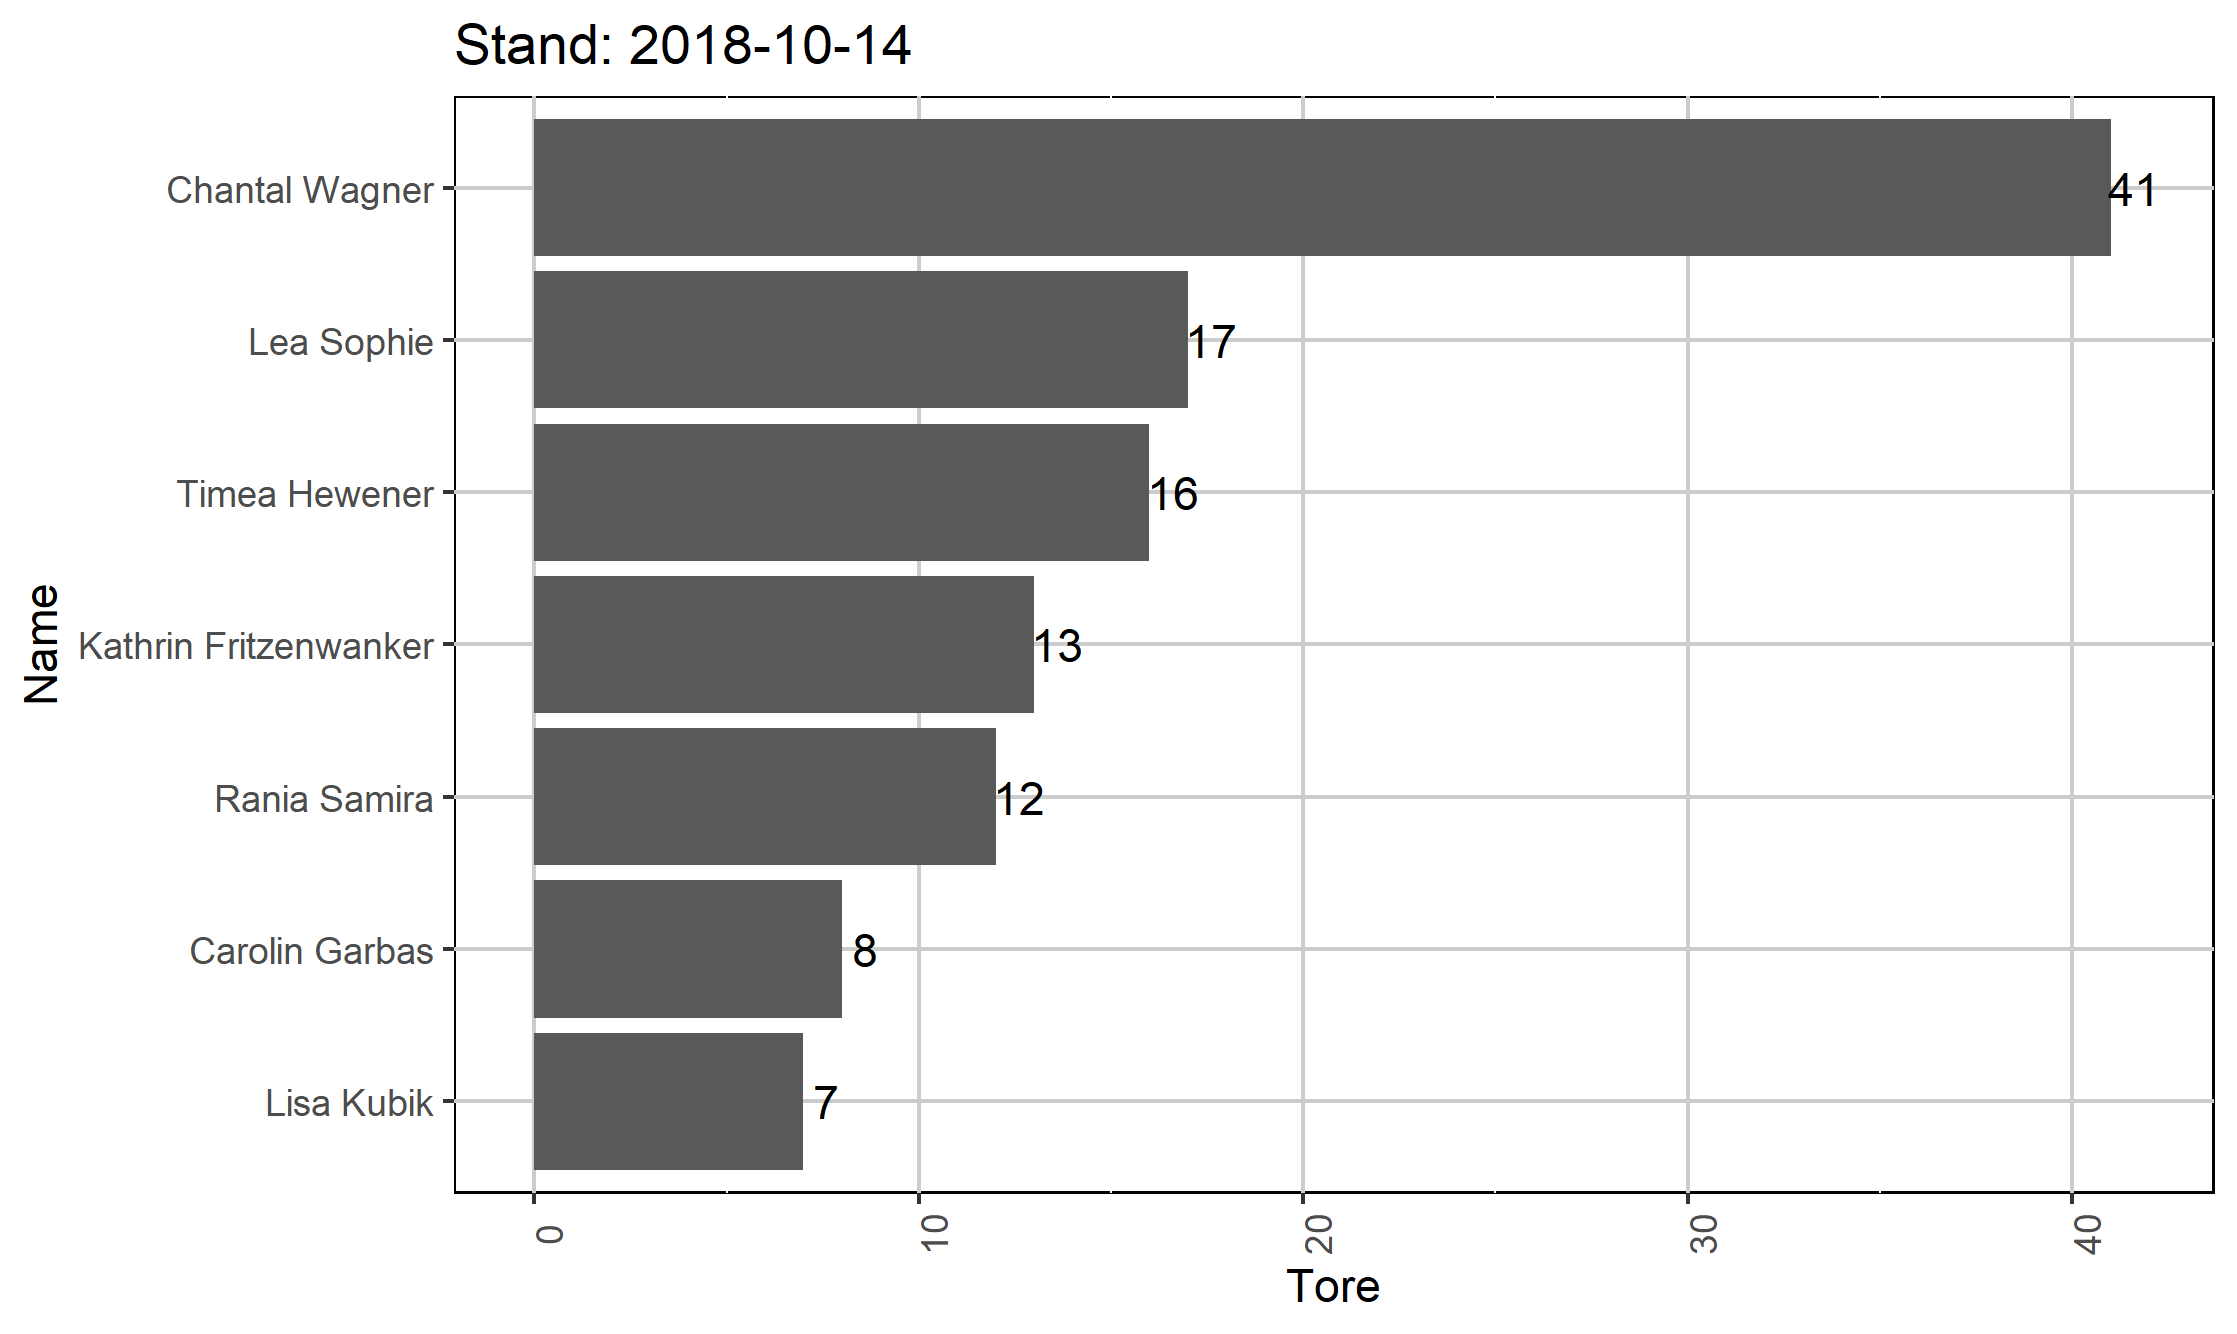 Stand: 2018-10-14
Name
Chantal Wagner 41
Lea Sophie 17
Timea Hewener 16
Kathrin Fritzenwanker 13
Rania Samira 12
Carolin Garbas 8
Lisa Kubik 7
0 10 20 30 40
Tore